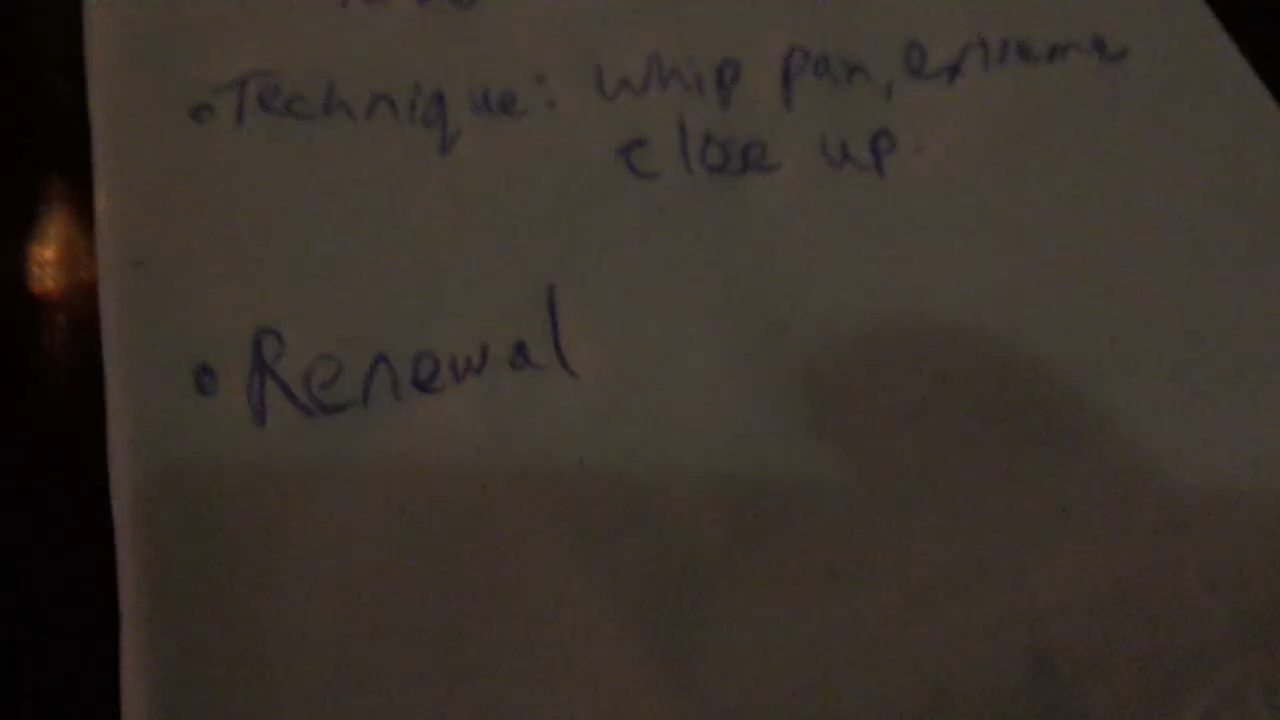 • Technique: whip pan, extreme
close up.
• Renewal